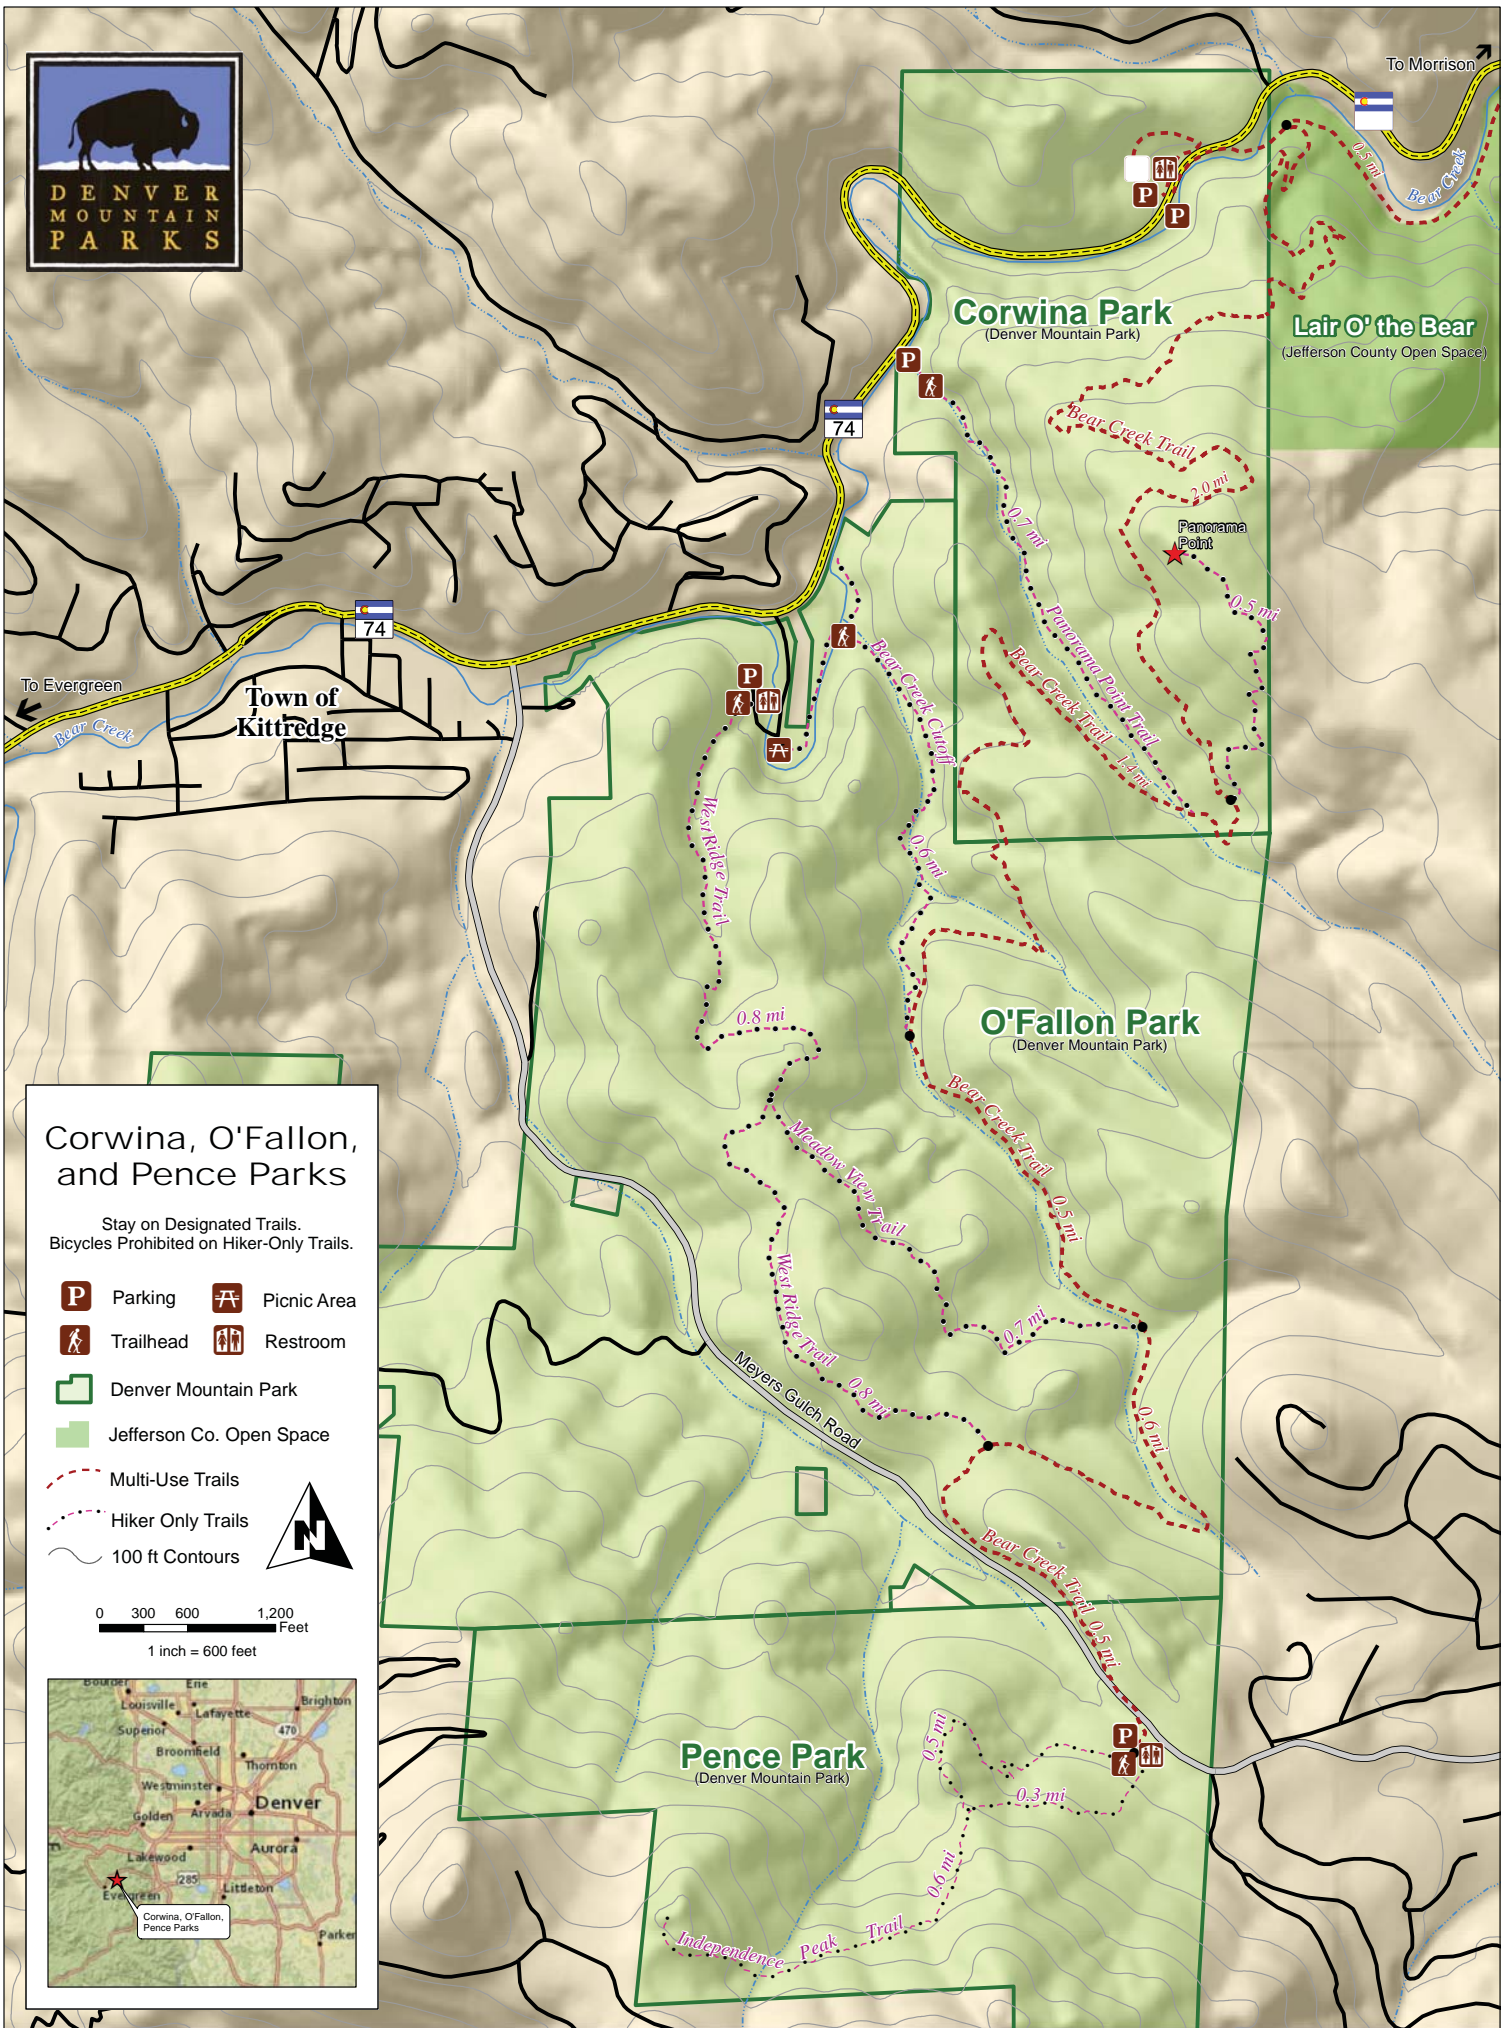 DENVER
MOUNTAIN
PARKS
To Morrison
0.5 mi
Bear Creek
P
P
Corwina Park
(Denver Mountain Park)
Lair O' the Bear
(Jefferson County Open Space)
P
74
Bear Creek Trail
2.0 mi
Panorama
Point
0.7 mi
0.5 mi
Panorama Point Trail
Bear Creek Trail
1.4 mi
74
To Evergreen
Bear Creek
Town of
Kittredge
P
Bear Creek Cutoff
0.6 mi
West Ridge Trail
0.8 mi
O'Fallon Park
(Denver Mountain Park)
Bear Creek Trail
0.5 mi
Meadow View Trail
0.7 mi
West Ridge Trail
0.8 mi
Meyers Gulch Road
0.6 mi
Bear Creek Trail
0.5 mi
P
Pence Park
(Denver Mountain Park)
0.5 mi
0.3 mi
0.6 mi
Independence Peak Trail
Corwina, O'Fallon,
and Pence Parks
Stay on Designated Trails.
Bicycles Prohibited on Hiker-Only Trails.
P Parking
Picnic Area
Trailhead
Restroom
Denver Mountain Park
Jefferson Co. Open Space
Multi-Use Trails
Hiker Only Trails
100 ft Contours
N
0 300 600 1,200
Feet
1 inch = 600 feet
Boulder
Erie
Louisville
Lafayette
Brighton
Superior
470
Broomfield
Thornton
Westminster
Denver
Golden
Arvada
Lakewood
Aurora
285
Littleton
Evergreen
Corwina, O'Fallon,
Pence Parks
Parker